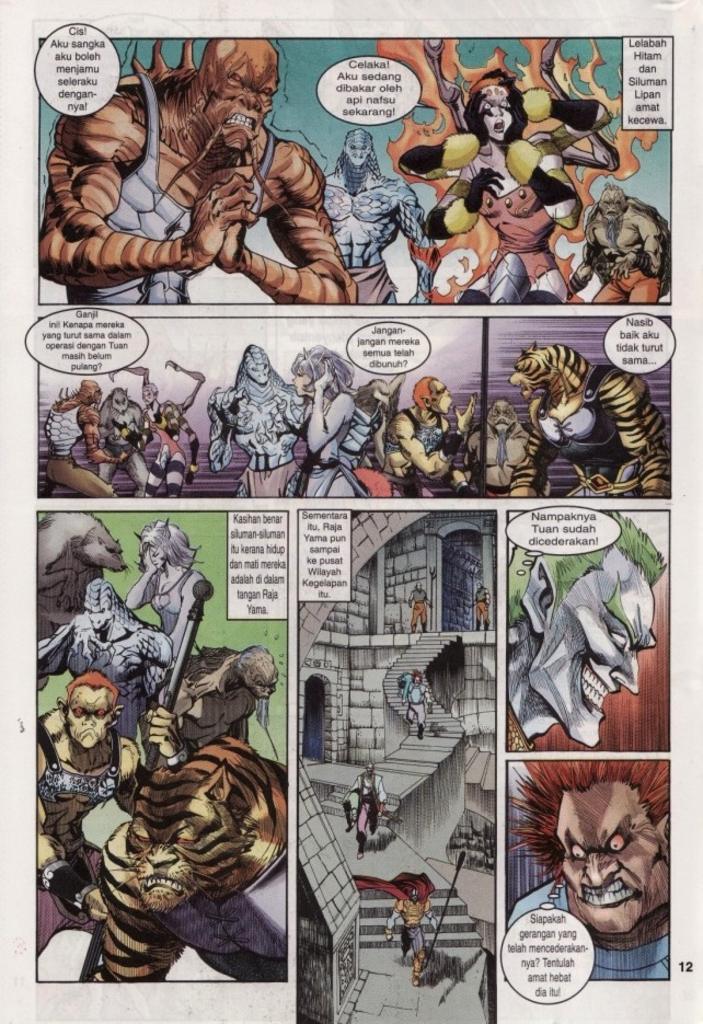 Cis!
Aku sangka
aku boleh
menjamu
seleraku
dengan-
nya!
Celaka!
Aku sedang
dibakar oleh
api nafsu
sekarang!
Lelabah
Hitam
dan
Siluman
Lipan
amat
kecewa.
Ganjil
ini! Kenapa mereka
yang turut sama dalam
operasi dengan Tuan
masih belum
pulang?
Jangan-
jangan mereka
semua telah
dibunuh?
Nasib
baik aku
tidak turut
sama...
Kasihan benar
siluman-siluman
itu kerana hidup
dan mati mereka
adalah di dalam
tangan Raja
Yama.
Sementara
itu, Raja
Yama pun
sampai
ke pusat
Wilayah
Kegelapan
itu.
Nampaknya
Tuan sudah
dicederakan!
Siapakah
gerangan yang
telah mencederakan-
nya? Tentulah
amat hebat
dia itu!
12